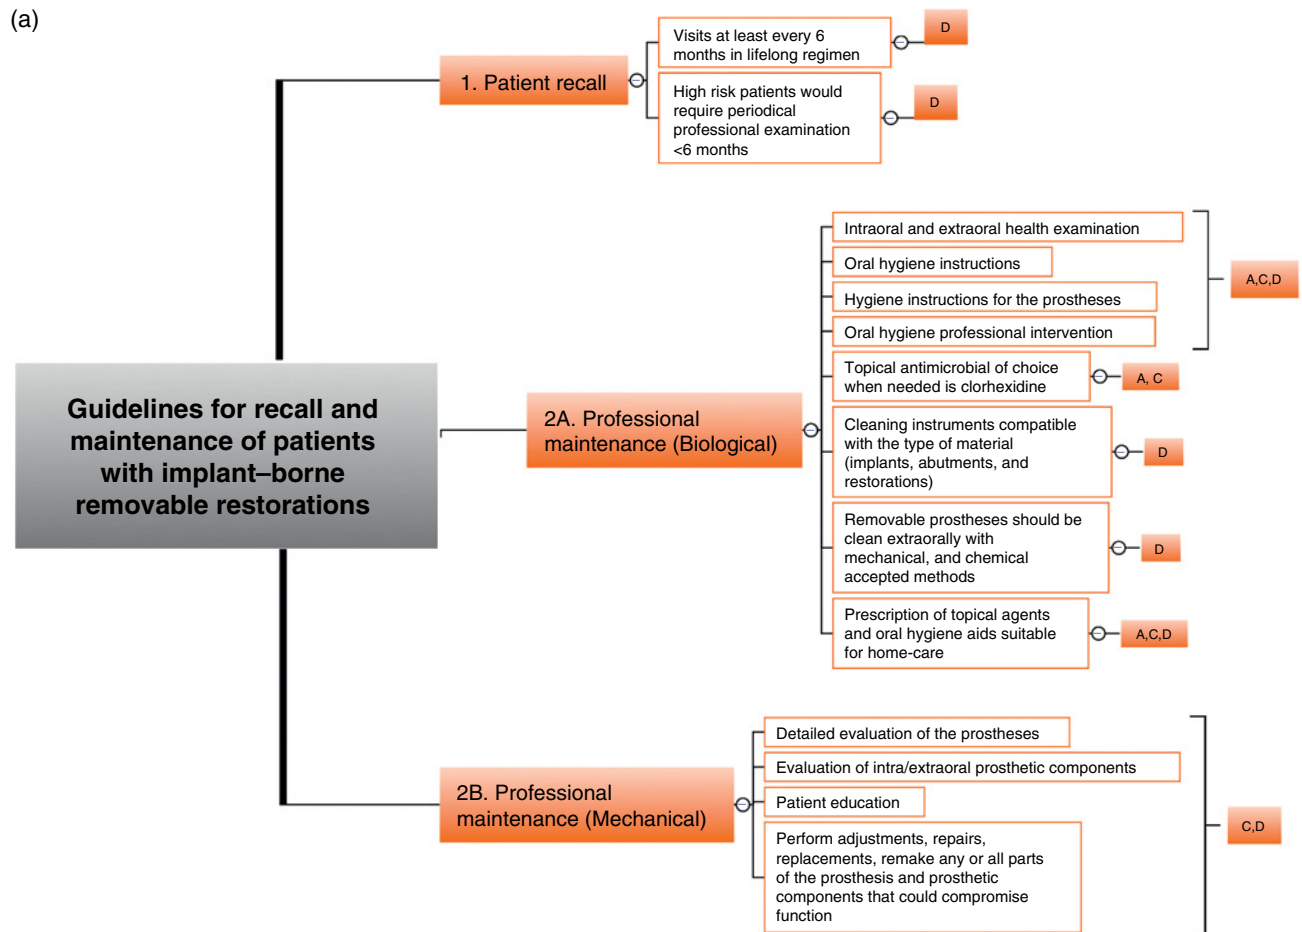 (a)
Guidelines for recall and
maintenance of patients
with implant–borne
removable restorations
1. Patient recall
Visits at least every 6
months in lifelong regimen
D
High risk patients would
require periodical
professional examination
<6 months
D
2A. Professional
maintenance (Biological)
Intraoral and extraoral health examination
Oral hygiene instructions
Hygiene instructions for the prostheses
Oral hygiene professional intervention
A,C,D
Topical antimicrobial of choice
when needed is clorhexidine
A, C
Cleaning instruments compatible
with the type of material
(implants, abutments, and
restorations)
D
Removable prostheses should be
clean extraorally with
mechanical, and chemical
accepted methods
D
Prescription of topical agents
and oral hygiene aids suitable
for home-care
A,C,D
2B. Professional
maintenance (Mechanical)
Detailed evaluation of the prostheses
Evaluation of intra/extraoral prosthetic components
Patient education
Perform adjustments, repairs,
replacements, remake any or all parts
of the prosthesis and prosthetic
components that could compromise
function
C,D